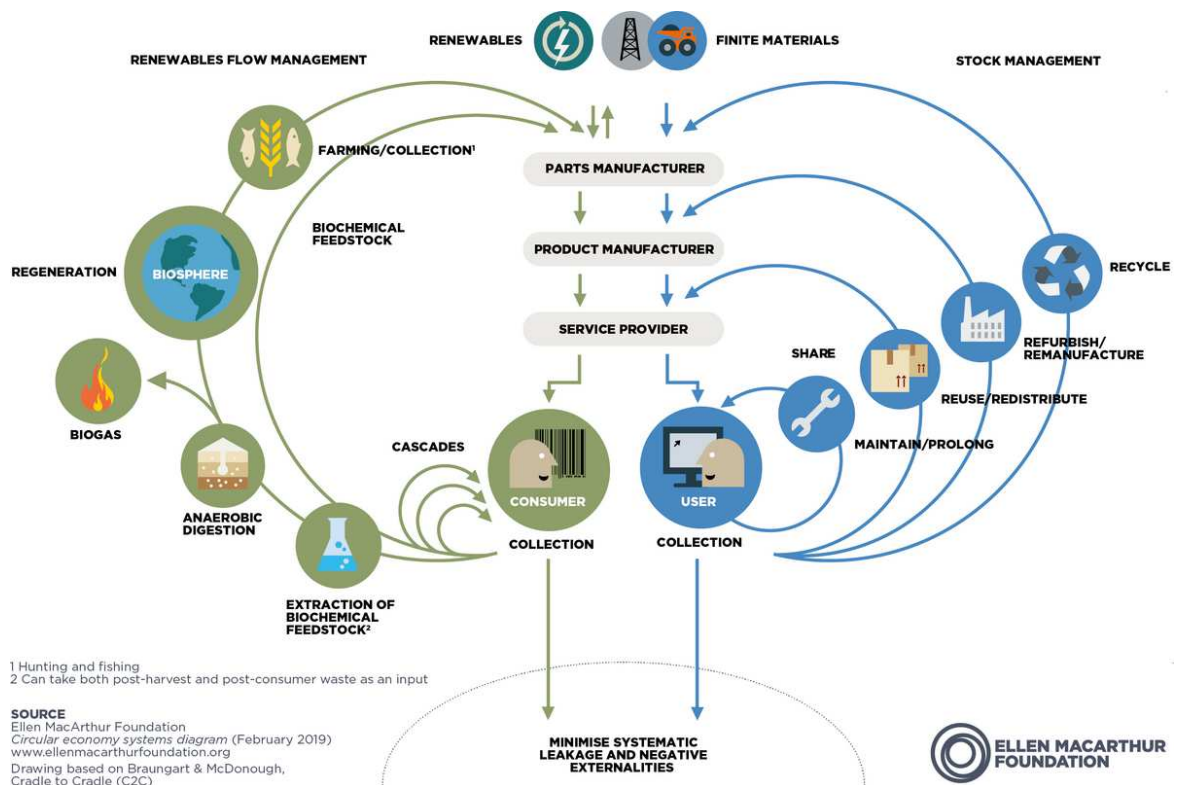 RENEWABLES
FINITE MATERIALS
RENEWABLES FLOW MANAGEMENT
STOCK MANAGEMENT
FARMING/COLLECTION¹
PARTS MANUFACTURER
BIOCHEMICAL
FEEDSTOCK
PRODUCT MANUFACTURER
REGENERATION
BIOSPHERE
RECYCLE
SERVICE PROVIDER
SHARE
REFURBISH/
REMANUFACTURE
REUSE/REDISTRIBUTE
BIOGAS
CASCADES
MAINTAIN/PROLONG
CONSUMER
USER
ANAEROBIC
DIGESTION
COLLECTION
COLLECTION
EXTRACTION OF
BIOCHEMICAL
FEEDSTOCK²
1 Hunting and fishing
2 Can take both post-harvest and post-consumer waste as an input
SOURCE
Ellen MacArthur Foundation
Circular economy systems diagram (February 2019)
www.ellenmacarthurfoundation.org
Drawing based on Braungart & McDonough,
Cradle to Cradle (C2C)
MINIMISE SYSTEMATIC
LEAKAGE AND NEGATIVE
EXTERNALITIES
ELLEN MACARTHUR
FOUNDATION